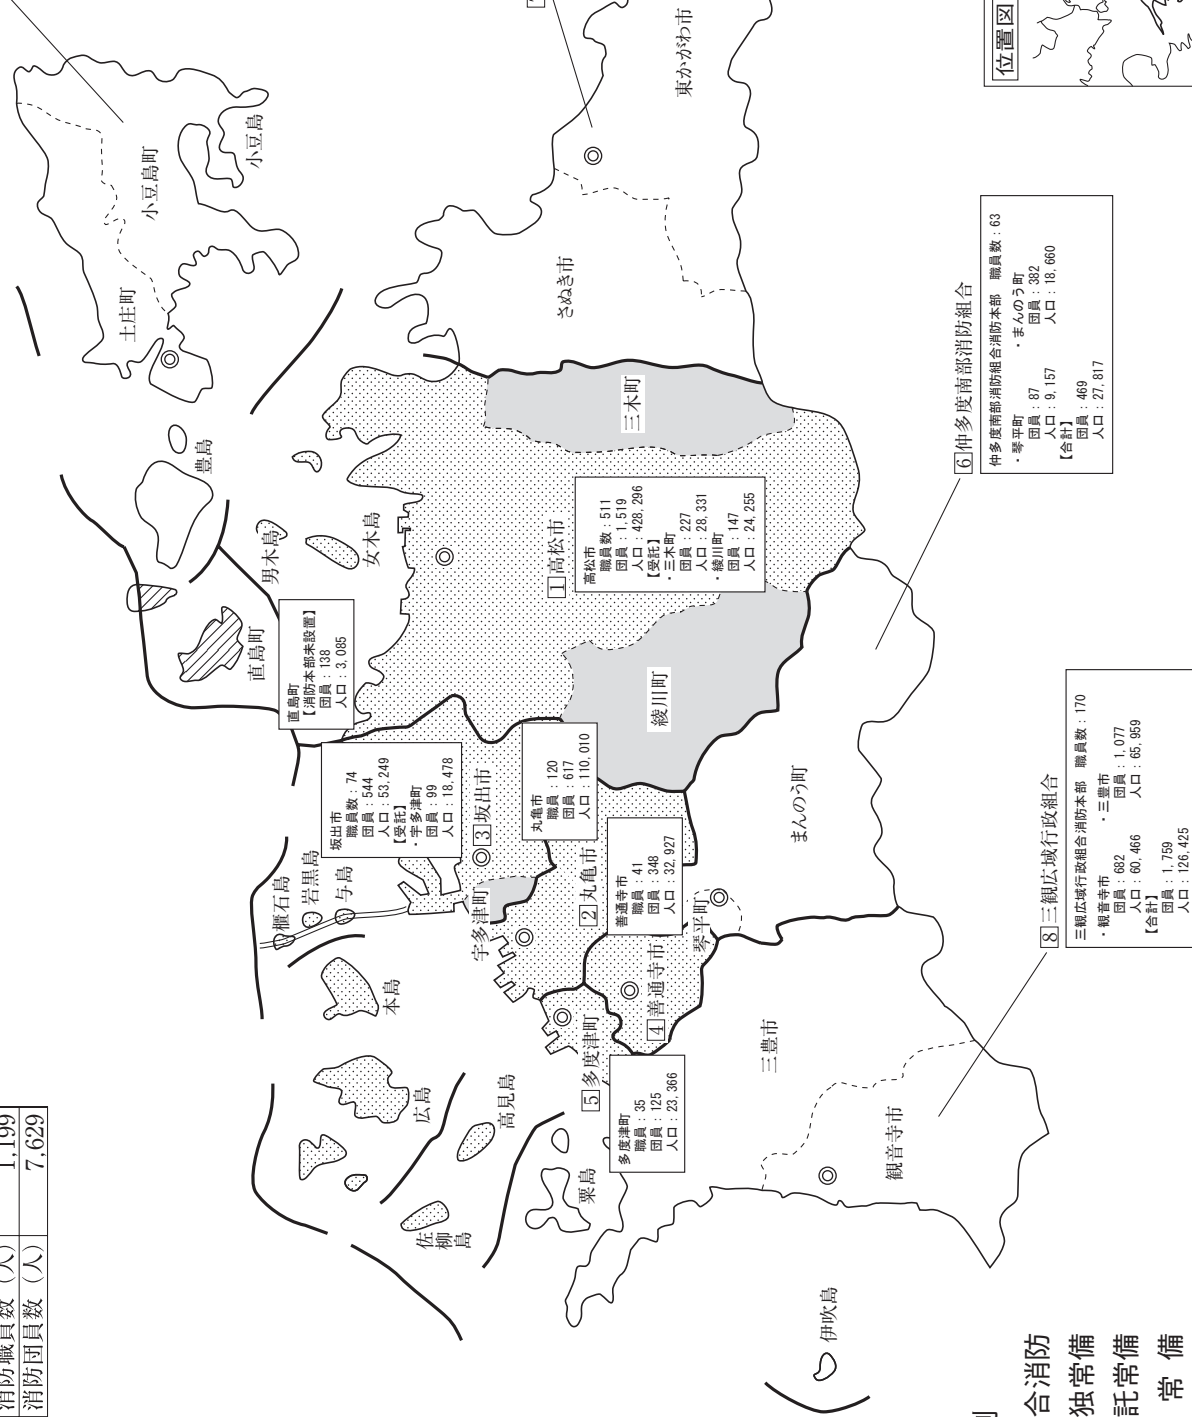 消防職員数（人） 1,199
消防団員数（人） 7,629
小豆島町
土庄町
小豆島
豊島
男木島
女木島
直島町
直島町
【消防本部未設置】
団員：138
人口：3,085
東かがわ市
さぬき市
三木町
1 高松市
高松市
職員数：511
団員：1,519
人口：428,296
【受託】
・三木町
団員：227
人口：28,331
・綾川町
団員：147
人口：24,255
綾川町
坂出市
職員数：74
団員：544
人口：53,249
【受託】
・宇多津町
団員：99
人口：18,478
3 坂出市
櫃石島
岩黒島
与島
宇多津町
丸亀市
職員：120
団員：617
人口：110,010
2 丸亀市
善通寺市
職員：41
団員：348
人口：32,927
4 善通寺市
琴平町
まんのう町
本島
広島
高見島
佐柳島
粟島
5 多度津町
多度津町
職員：35
団員：125
人口：23,366
三豊市
観音寺市
伊吹島
6 仲多度南部消防組合
仲多度南部消防組合消防本部 職員数：63
・琴平町 ・まんのう町
団員：87 団員：382
人口：9,157 人口：18,660
【合計】
団員：469
人口：27,817
8 三観広域行政組合
三観広域行政組合消防本部 職員数：170
・観音寺市 ・三豊市
団員：682 団員：1,077
人口：60,466 人口：65,959
【合計】
団員：1,759
人口：126,425
位置図
合消防
独常備
託常備
常備